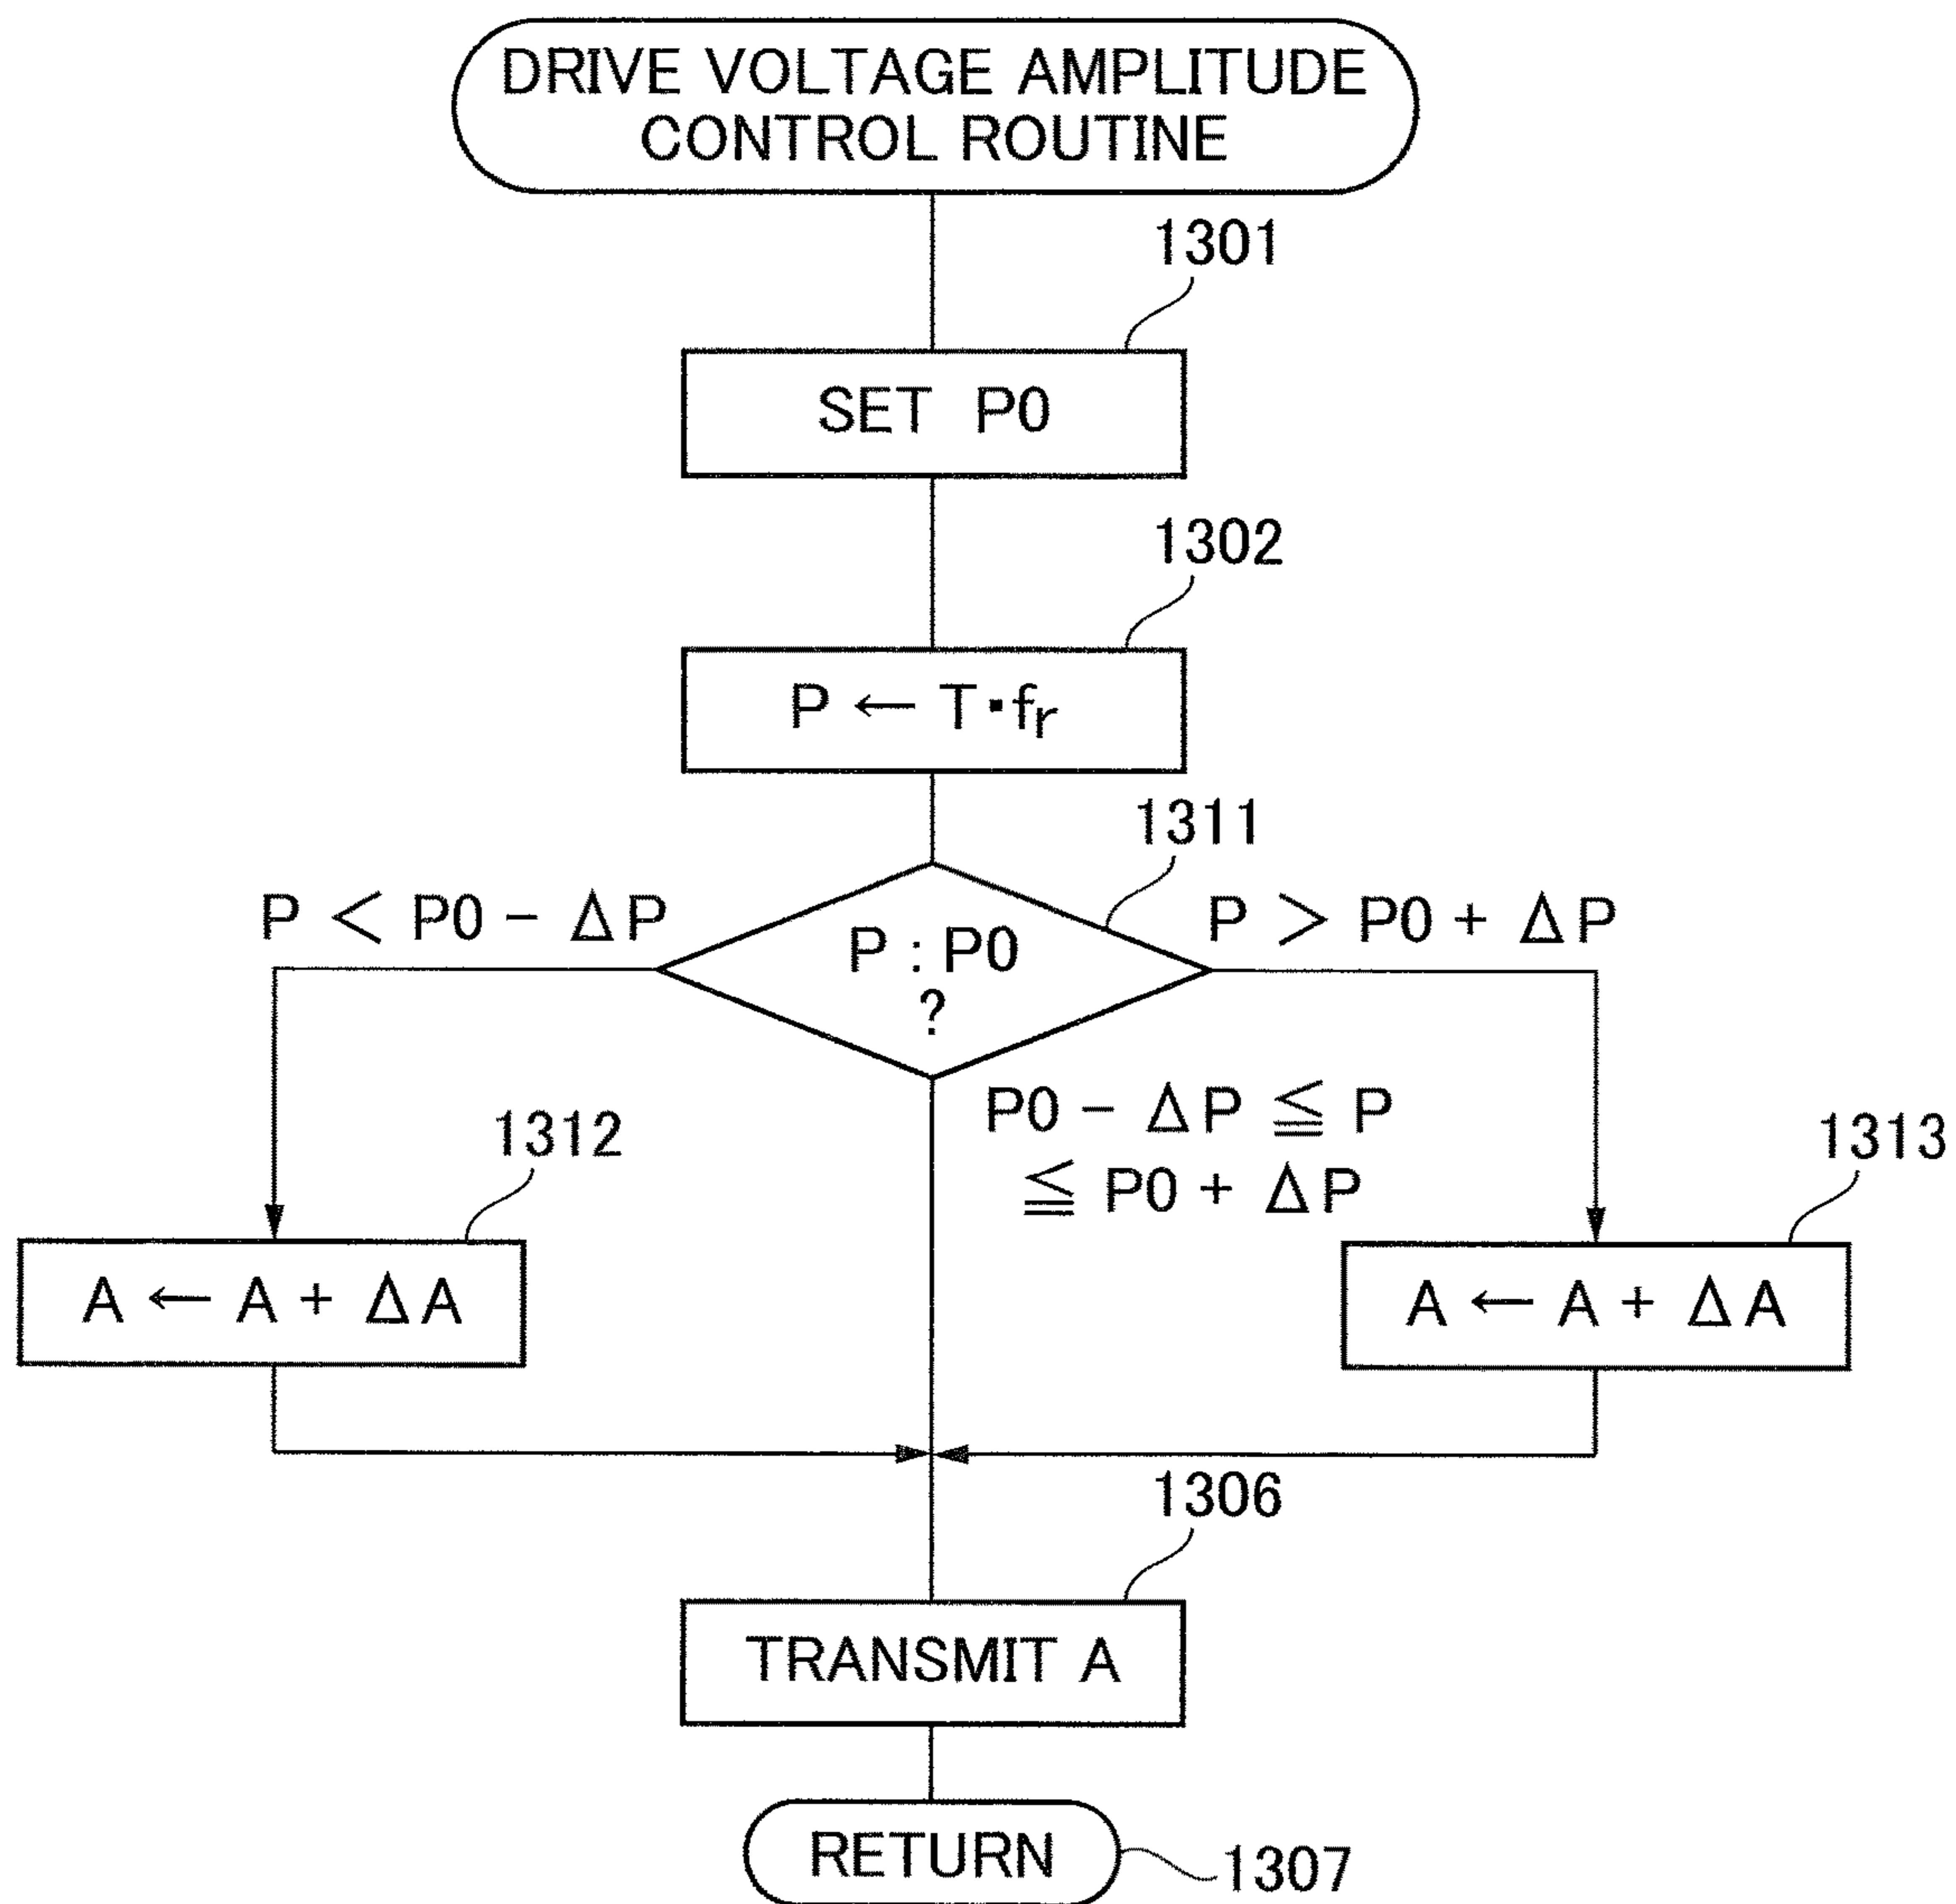 DRIVE VOLTAGE AMPLITUDE
CONTROL ROUTINE
1301
SET P0
1302
P ← T・fr
1311
P < P0 - ΔP
P > P0 + ΔP
P : P0
?
P0 - ΔP ≦ P
≦ P0 + ΔP
1312
1313
A ← A + ΔA
A ← A + ΔA
1306
TRANSMIT A
RETURN
1307